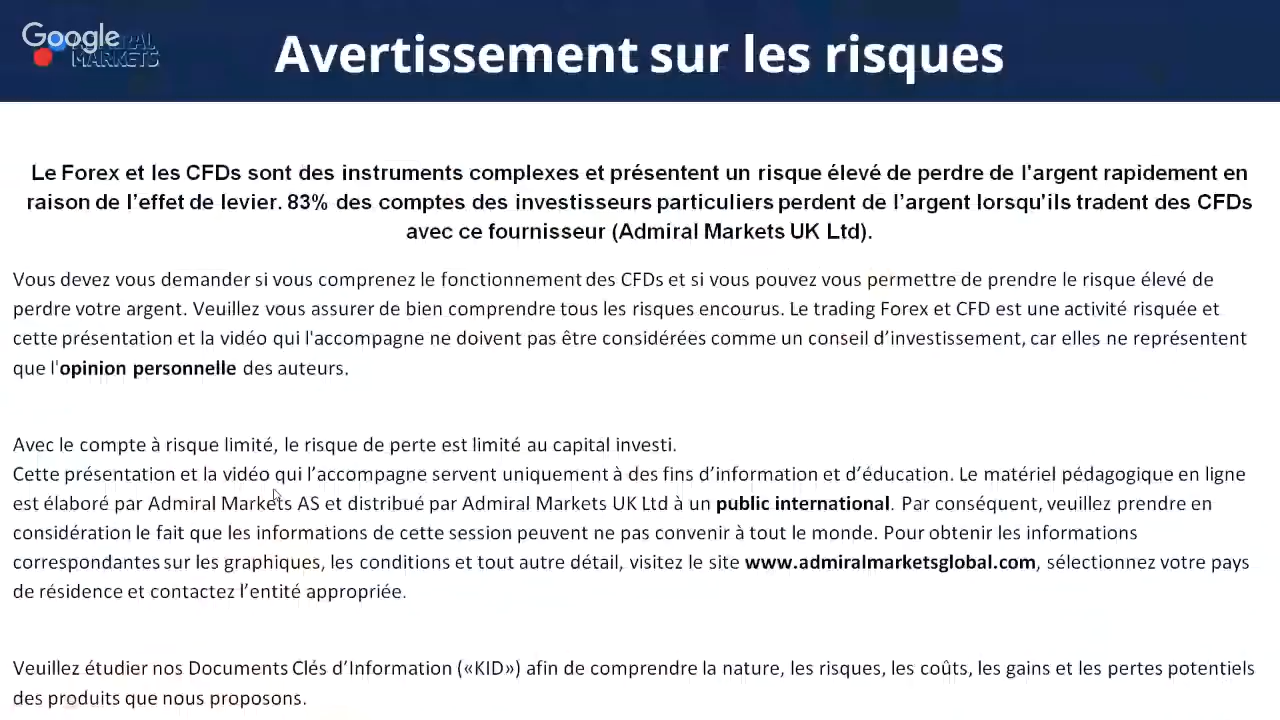 Google
MARKETS
Avertissement sur les risques
Le Forex et les CFDs sont des instruments complexes et présentent un risque élevé de perdre de l'argent rapidement en
raison de l’effet de levier. 83% des comptes des investisseurs particuliers perdent de l’argent lorsqu'ils tradent des CFDs
avec ce fournisseur (Admiral Markets UK Ltd).
Vous devez vous demander si vous comprenez le fonctionnement des CFDs et si vous pouvez vous permettre de prendre le risque élevé de
perdre votre argent. Veuillez vous assurer de bien comprendre tous les risques encourus. Le trading Forex et CFD est une activité risquée et
cette présentation et la vidéo qui l'accompagne ne doivent pas être considérées comme un conseil d’investissement, car elles ne représentent
que l'opinion personnelle des auteurs.
Avec le compte à risque limité, le risque de perte est limité au capital investi.
Cette présentation et la vidéo qui l’accompagne servent uniquement à des fins d’information et d’éducation. Le matériel pédagogique en ligne
est élaboré par Admiral Markets AS et distribué par Admiral Markets UK Ltd à un public international. Par conséquent, veuillez prendre en
considération le fait que les informations de cette session peuvent ne pas convenir à tout le monde. Pour obtenir les informations
correspondantes sur les graphiques, les conditions et tout autre détail, visitez le site www.admiralmarketsglobal.com, sélectionnez votre pays
de résidence et contactez l’entité appropriée.
Veuillez étudier nos Documents Clés d’Information («KID») afin de comprendre la nature, les risques, les coûts, les gains et les pertes potentiels
des produits que nous proposons.